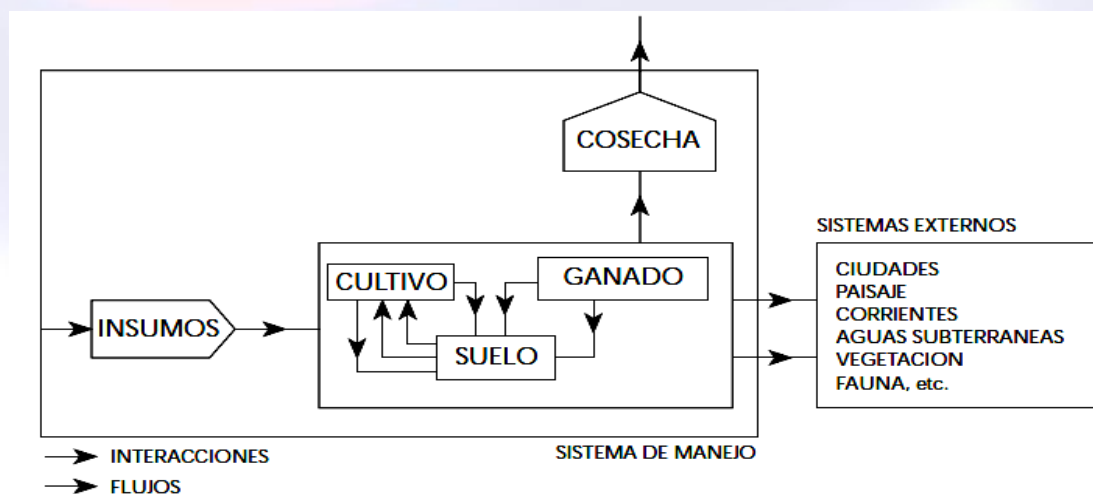 COSECHA
SISTEMAS EXTERNOS
CIUDADES
PAISAJE
CORRIENTES
AGUAS SUBTERRANEAS
VEGETACION
FAUNA, etc.
CULTIVO
GANADO
INSUMOS
SUELO
SISTEMA DE MANEJO
INTERACCIONES
FLUJOS